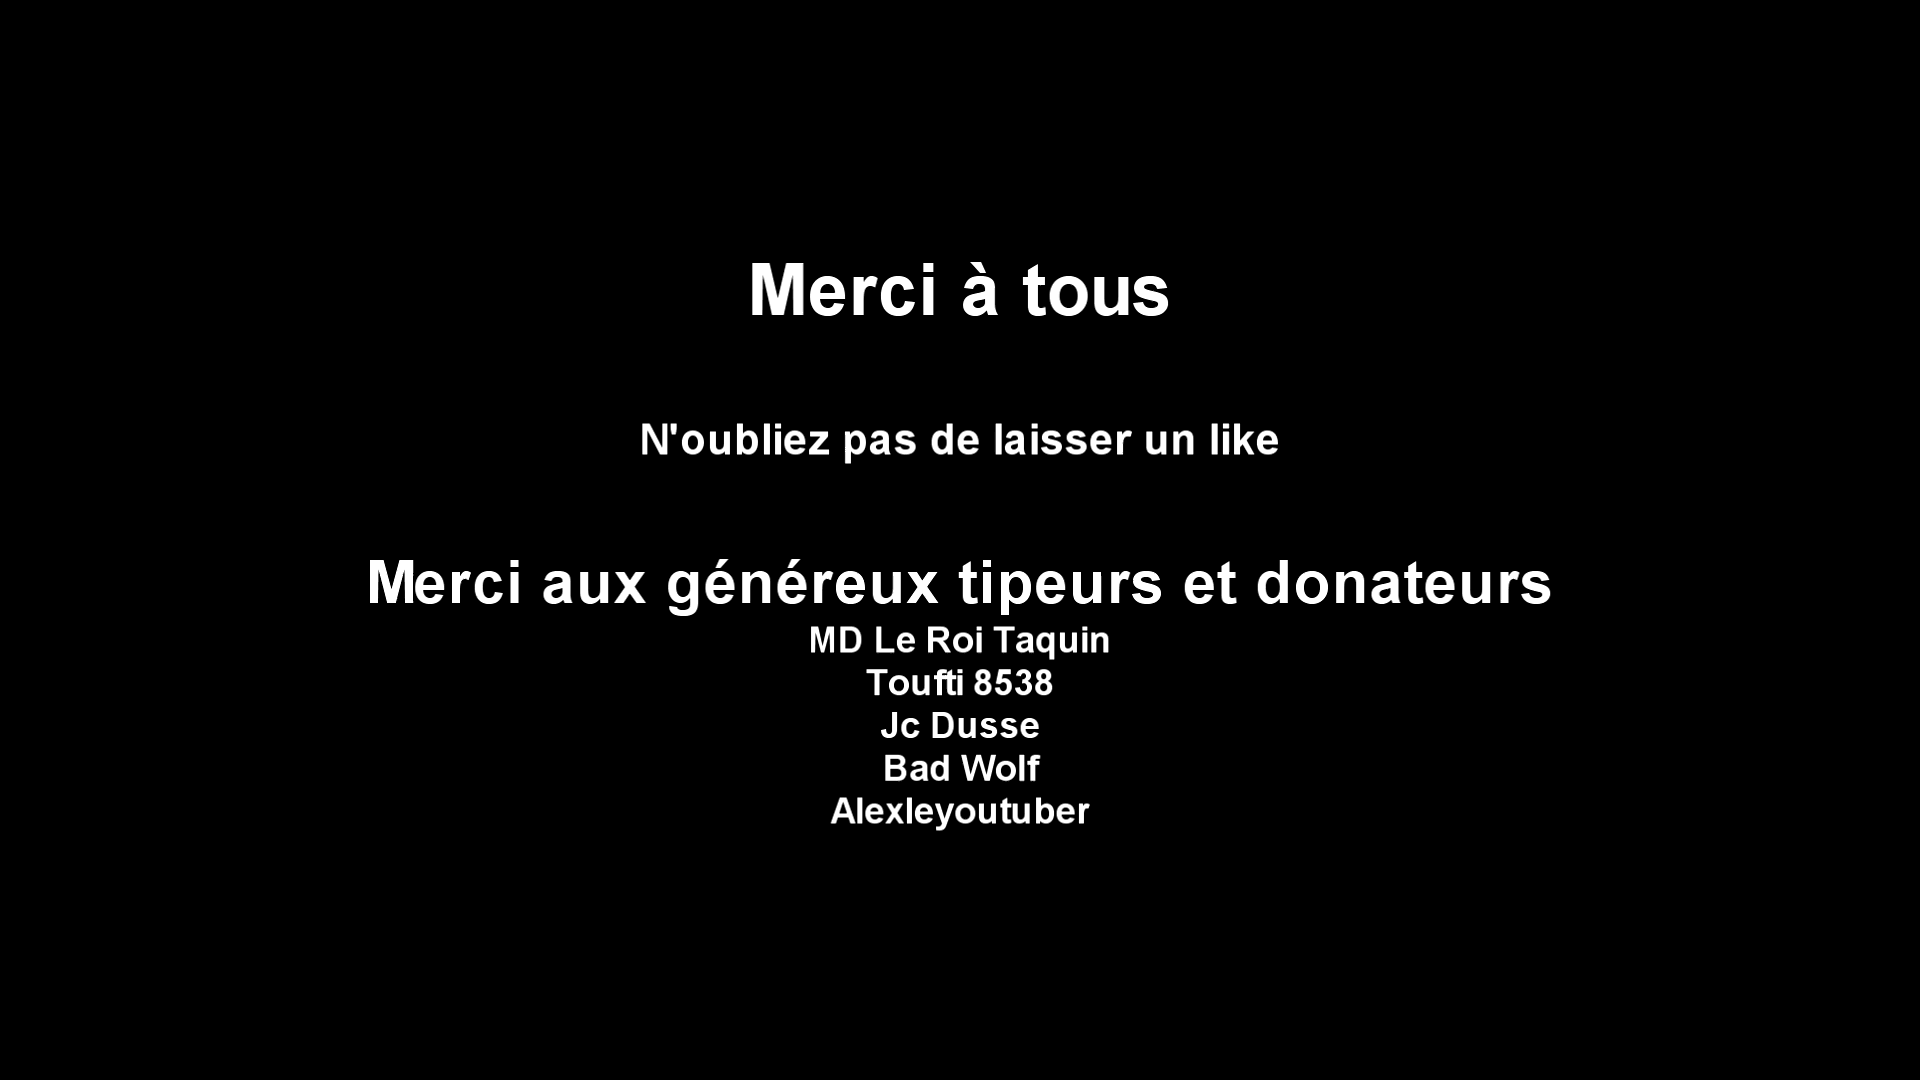 Merci à tous
N'oubliez pas de laisser un like
Merci aux généreux tipeurs et donateurs
MD Le Roi Taquin
Toufti 8538
Jc Dusse
Bad Wolf
Alexleyoutuber